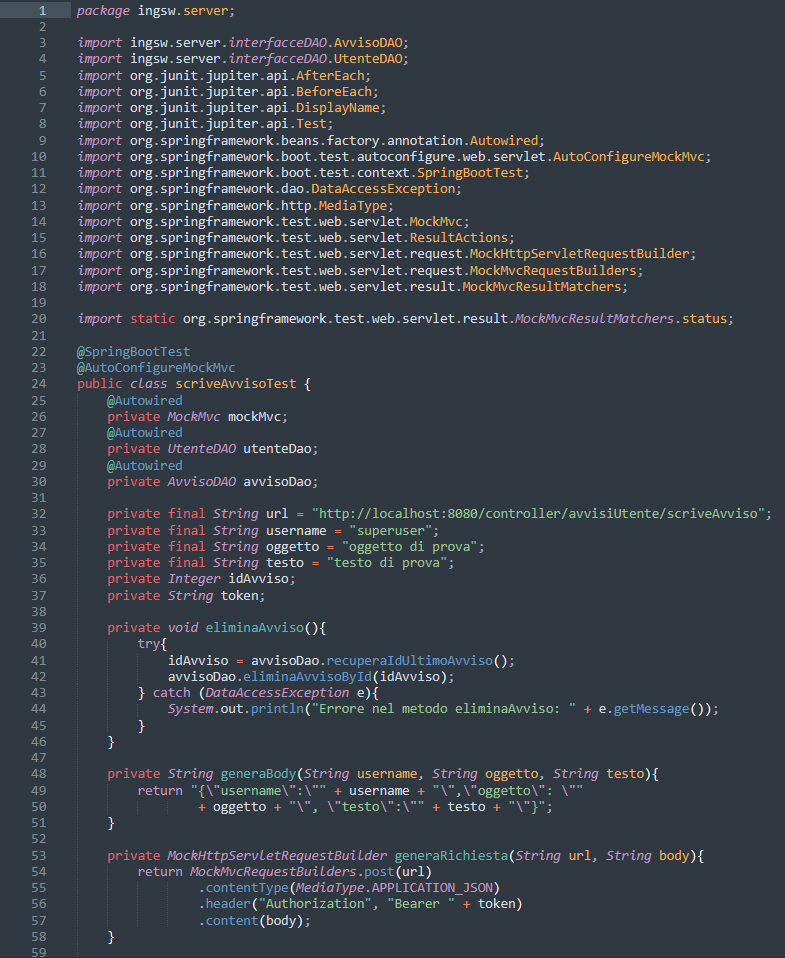 1 package ingsw.server;
2
3 import ingsw.server.interfacceDAO.AvvisoDAO;
4 import ingsw.server.interfacceDAO.UtenteDAO;
5 import org.junit.jupiter.api.AfterEach;
6 import org.junit.jupiter.api.BeforeEach;
7 import org.junit.jupiter.api.DisplayName;
8 import org.junit.jupiter.api.Test;
9 import org.springframework.beans.factory.annotation.Autowired;
10 import org.springframework.boot.test.autoconfigure.web.servlet.AutoConfigureMockMvc;
11 import org.springframework.boot.test.context.SpringBootTest;
12 import org.springframework.dao.DataAccessException;
13 import org.springframework.http.MediaType;
14 import org.springframework.test.web.servlet.MockMvc;
15 import org.springframework.test.web.servlet.ResultActions;
16 import org.springframework.test.web.servlet.request.MockHttpServletRequestBuilder;
17 import org.springframework.test.web.servlet.request.MockMvcRequestBuilders;
18 import org.springframework.test.web.servlet.result.MockMvcResultMatchers;
19
20 import static org.springframework.test.web.servlet.result.MockMvcResultMatchers.status;
21
22 @SpringBootTest
23 @AutoConfigureMockMvc
24 public class scriveAvvisoTest {
25     @Autowired
26     private MockMvc mockMvc;
27     @Autowired
28     private UtenteDAO utenteDao;
29     @Autowired
30     private AvvisoDAO avvisoDao;
31
32     private final String url = "http://localhost:8080/controller/avvisiUtente/scriveAvviso";
33     private final String username = "superuser";
34     private final String oggetto = "oggetto di prova";
35     private final String testo = "testo di prova";
36     private Integer idAvviso;
37     private String token;
38
39     private void eliminaAvviso(){
40         try{
41             idAvviso = avvisoDao.recuperaIdUltimoAvviso();
42             avvisoDao.eliminaAvvisoById(idAvviso);
43         } catch (DataAccessException e){
44             System.out.println("Errore nel metodo eliminaAvviso: " + e.getMessage());
45         }
46     }
47
48     private String generaBody(String username, String oggetto, String testo){
49         return "{\"username\":\"" + username + "\",\"oggetto\": \""
50                 + oggetto + "\", \"testo\":\"" + testo + "\"}";
51     }
52
53     private MockHttpServletRequestBuilder generaRichiesta(String url, String body){
54         return MockMvcRequestBuilders.post(url)
55                 .contentType(MediaType.APPLICATION_JSON)
56                 .header("Authorization", "Bearer " + token)
57                 .content(body);
58     }
59